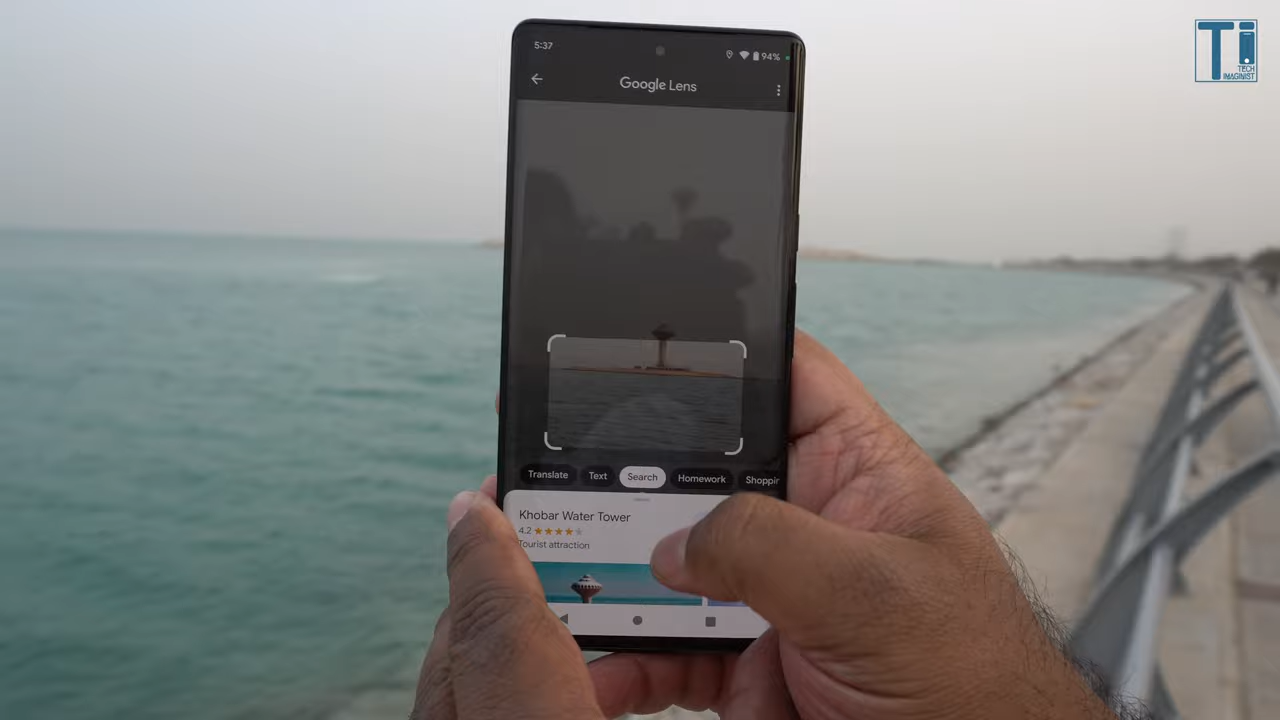 5:37
94%
Google Lens
Translate Text Search Homework Shoppin
Khobar Water Tower
4.2
Tourist attraction
Ti
TECH
IMAGINIST